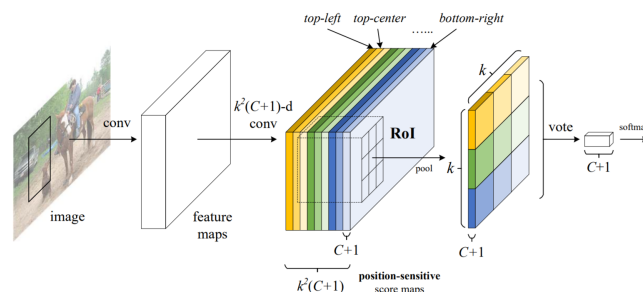 top-left
top-center
......
bottom-right
k²(C+1)-d
conv
conv
RoI
pool
k
k
vote
softma
C+1
image
feature
maps
C+1
C+1
k²(C+1)
position-sensitive
score maps